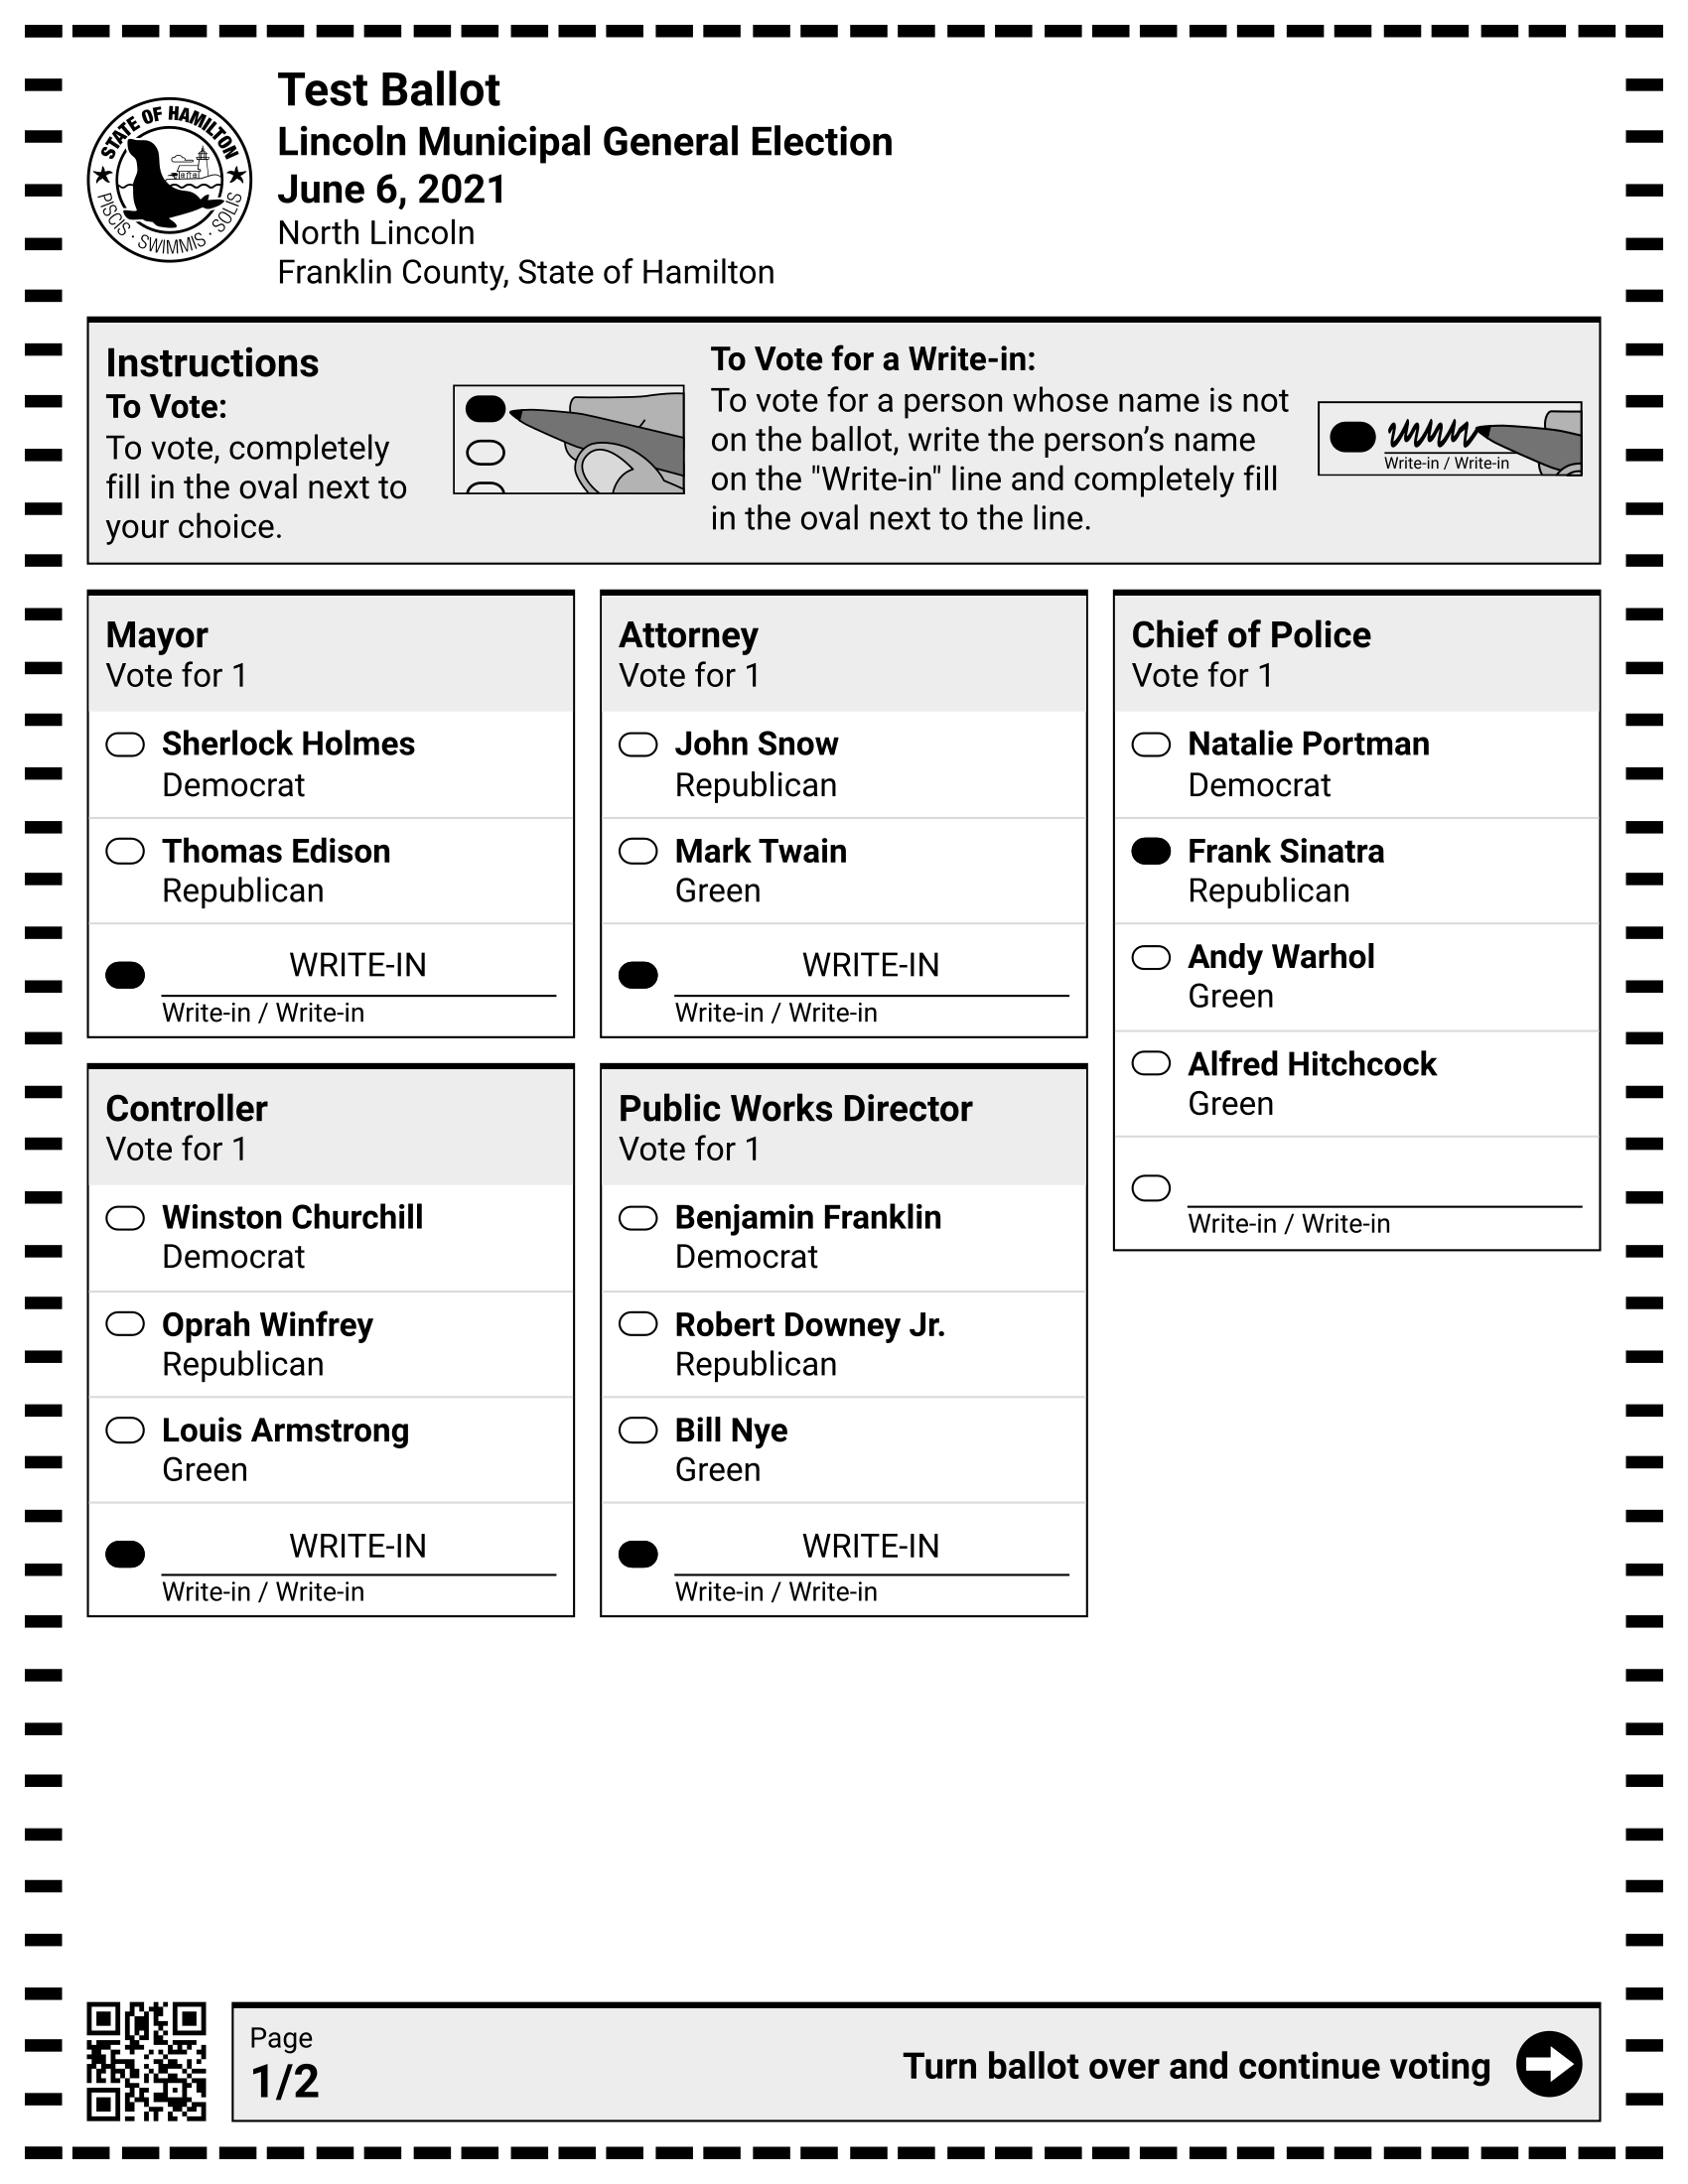 STATE OF HAMILTON
PISCIS · SWIMMIS · SOLIS
Test Ballot
Lincoln Municipal General Election
June 6, 2021
North Lincoln
Franklin County, State of Hamilton
Instructions
To Vote:
To vote, completely
fill in the oval next to
your choice.
To Vote for a Write-in:
To vote for a person whose name is not
on the ballot, write the person’s name
on the "Write-in" line and completely fill
in the oval next to the line.
Write-in / Write-in
Mayor
Vote for 1
Sherlock Holmes
Democrat
Thomas Edison
Republican
WRITE-IN
Write-in / Write-in
Controller
Vote for 1
Winston Churchill
Democrat
Oprah Winfrey
Republican
Louis Armstrong
Green
WRITE-IN
Write-in / Write-in
Attorney
Vote for 1
John Snow
Republican
Mark Twain
Green
WRITE-IN
Write-in / Write-in
Public Works Director
Vote for 1
Benjamin Franklin
Democrat
Robert Downey Jr.
Republican
Bill Nye
Green
WRITE-IN
Write-in / Write-in
Chief of Police
Vote for 1
Natalie Portman
Democrat
Frank Sinatra
Republican
Andy Warhol
Green
Alfred Hitchcock
Green
Write-in / Write-in
Page
1/2
Turn ballot over and continue voting